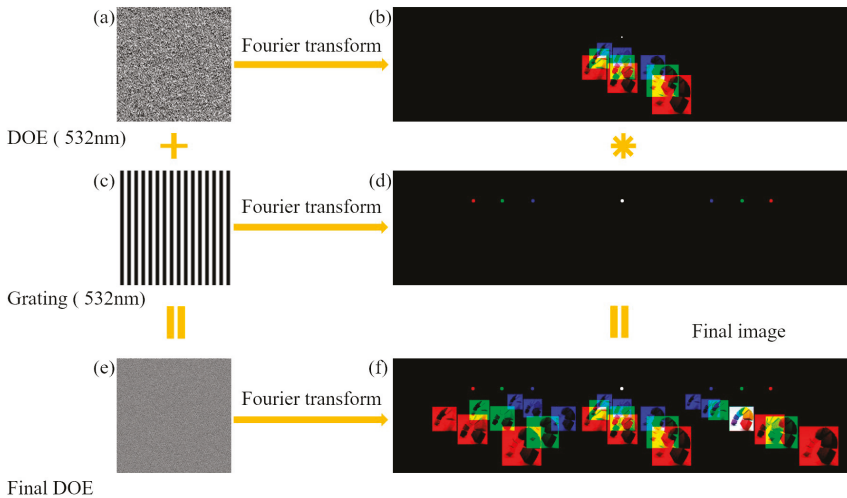 (a)
Fourier transform
(b)
DOE ( 532nm)
(c)
Fourier transform
(d)
Grating ( 532nm)
Final image
(e)
Fourier transform
(f)
Final DOE